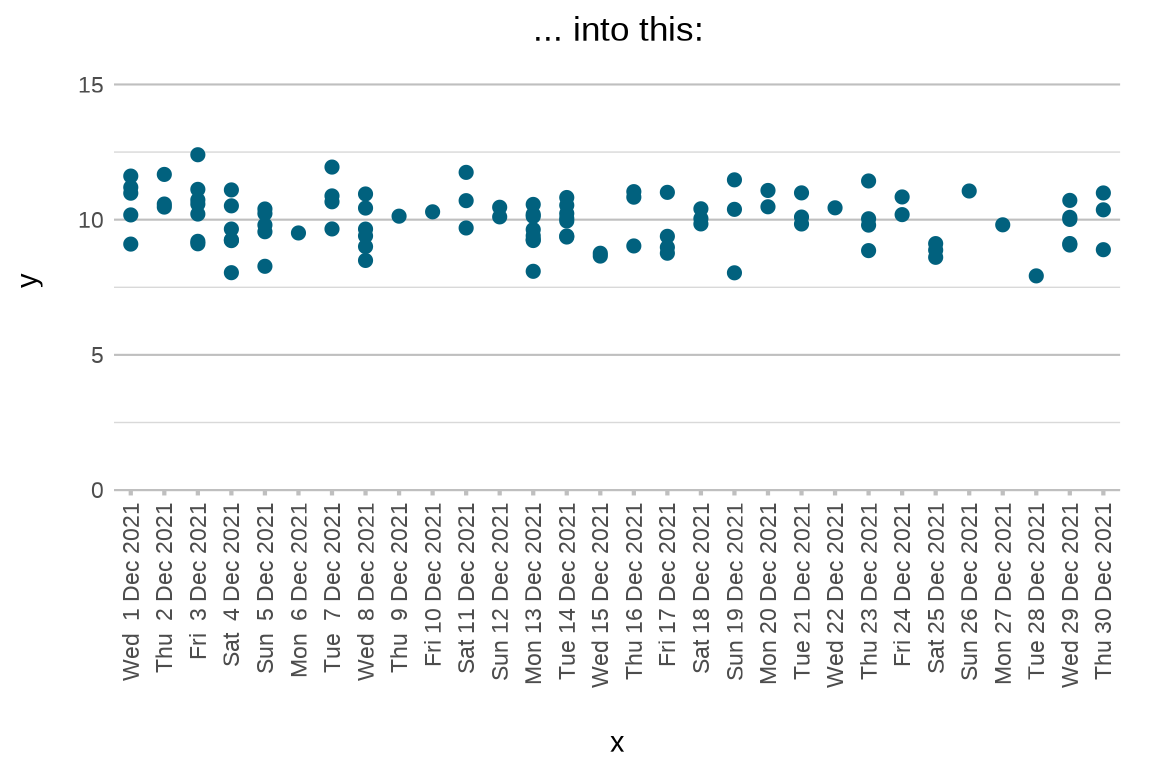 ... into this:
15
10
5
0
y
Wed  1 Dec 2021
Thu  2 Dec 2021
Fri  3 Dec 2021
Sat  4 Dec 2021
Sun  5 Dec 2021
Mon  6 Dec 2021
Tue  7 Dec 2021
Wed  8 Dec 2021
Thu  9 Dec 2021
Fri 10 Dec 2021
Sat 11 Dec 2021
Sun 12 Dec 2021
Mon 13 Dec 2021
Tue 14 Dec 2021
Wed 15 Dec 2021
Thu 16 Dec 2021
Fri 17 Dec 2021
Sat 18 Dec 2021
Sun 19 Dec 2021
Mon 20 Dec 2021
Tue 21 Dec 2021
Wed 22 Dec 2021
Thu 23 Dec 2021
Fri 24 Dec 2021
Sat 25 Dec 2021
Sun 26 Dec 2021
Mon 27 Dec 2021
Tue 28 Dec 2021
Wed 29 Dec 2021
Thu 30 Dec 2021
x